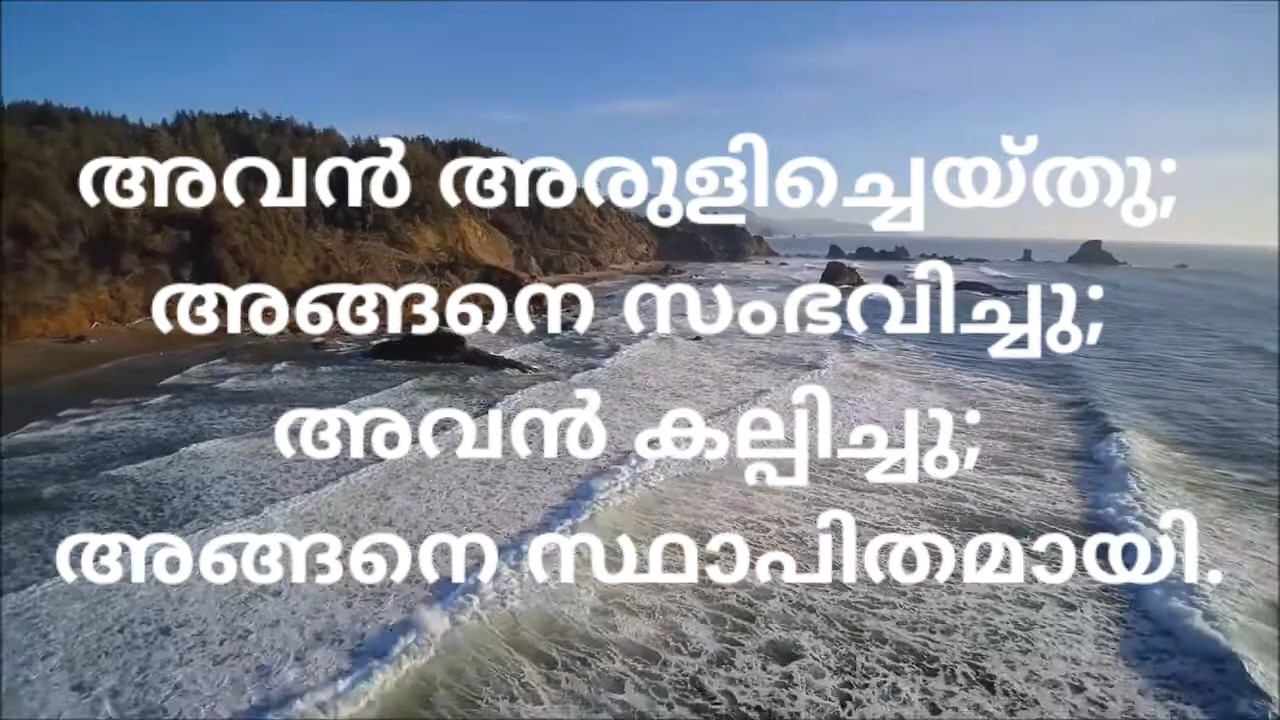 അവൻ അരുളിച്ചെയ്തു;
അങ്ങനെ സംഭവിച്ചു;
അവൻ കല്പിച്ചു;
അങ്ങനെ സ്ഥാപിതമായി.